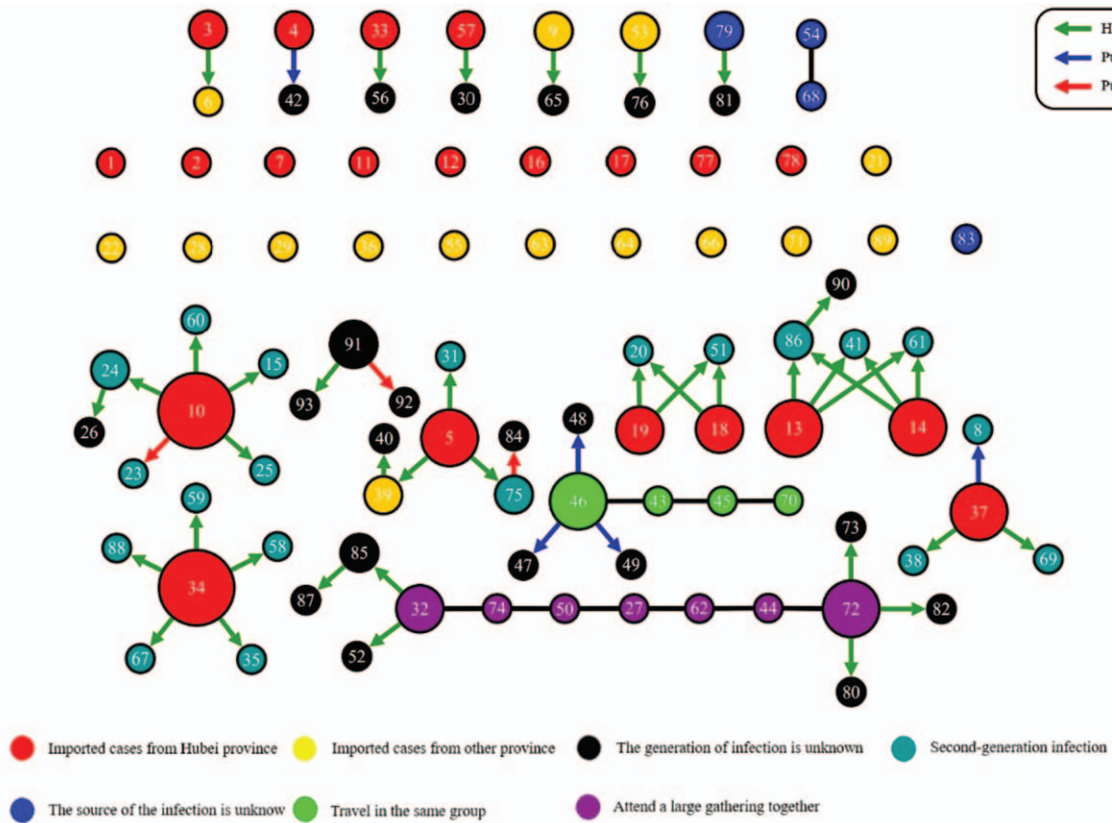 3 4 33 57 9 53 79 54
H
Pu
Pu
6 42 56 30 65 76 81 68
1 2 7 11 12 16 17 77 78 21
22 28 29 36 55 63 64 66 71 89 83
90
60 91 31 20 51 86 41 61
24 15
10 93 92 19 18 13 14
26 40 5 84 48 8
23 25 39 75 46 43 45 70 37
59 47 49 73 38 69
88 58 85
34 87 32 74 50 27 62 44 72 82
67 35 52 80
Imported cases from Hubei province
Imported cases from other province
The generation of infection is unknown
Second-generation infection
The source of the infection is unknow
Travel in the same group
Attend a large gathering together